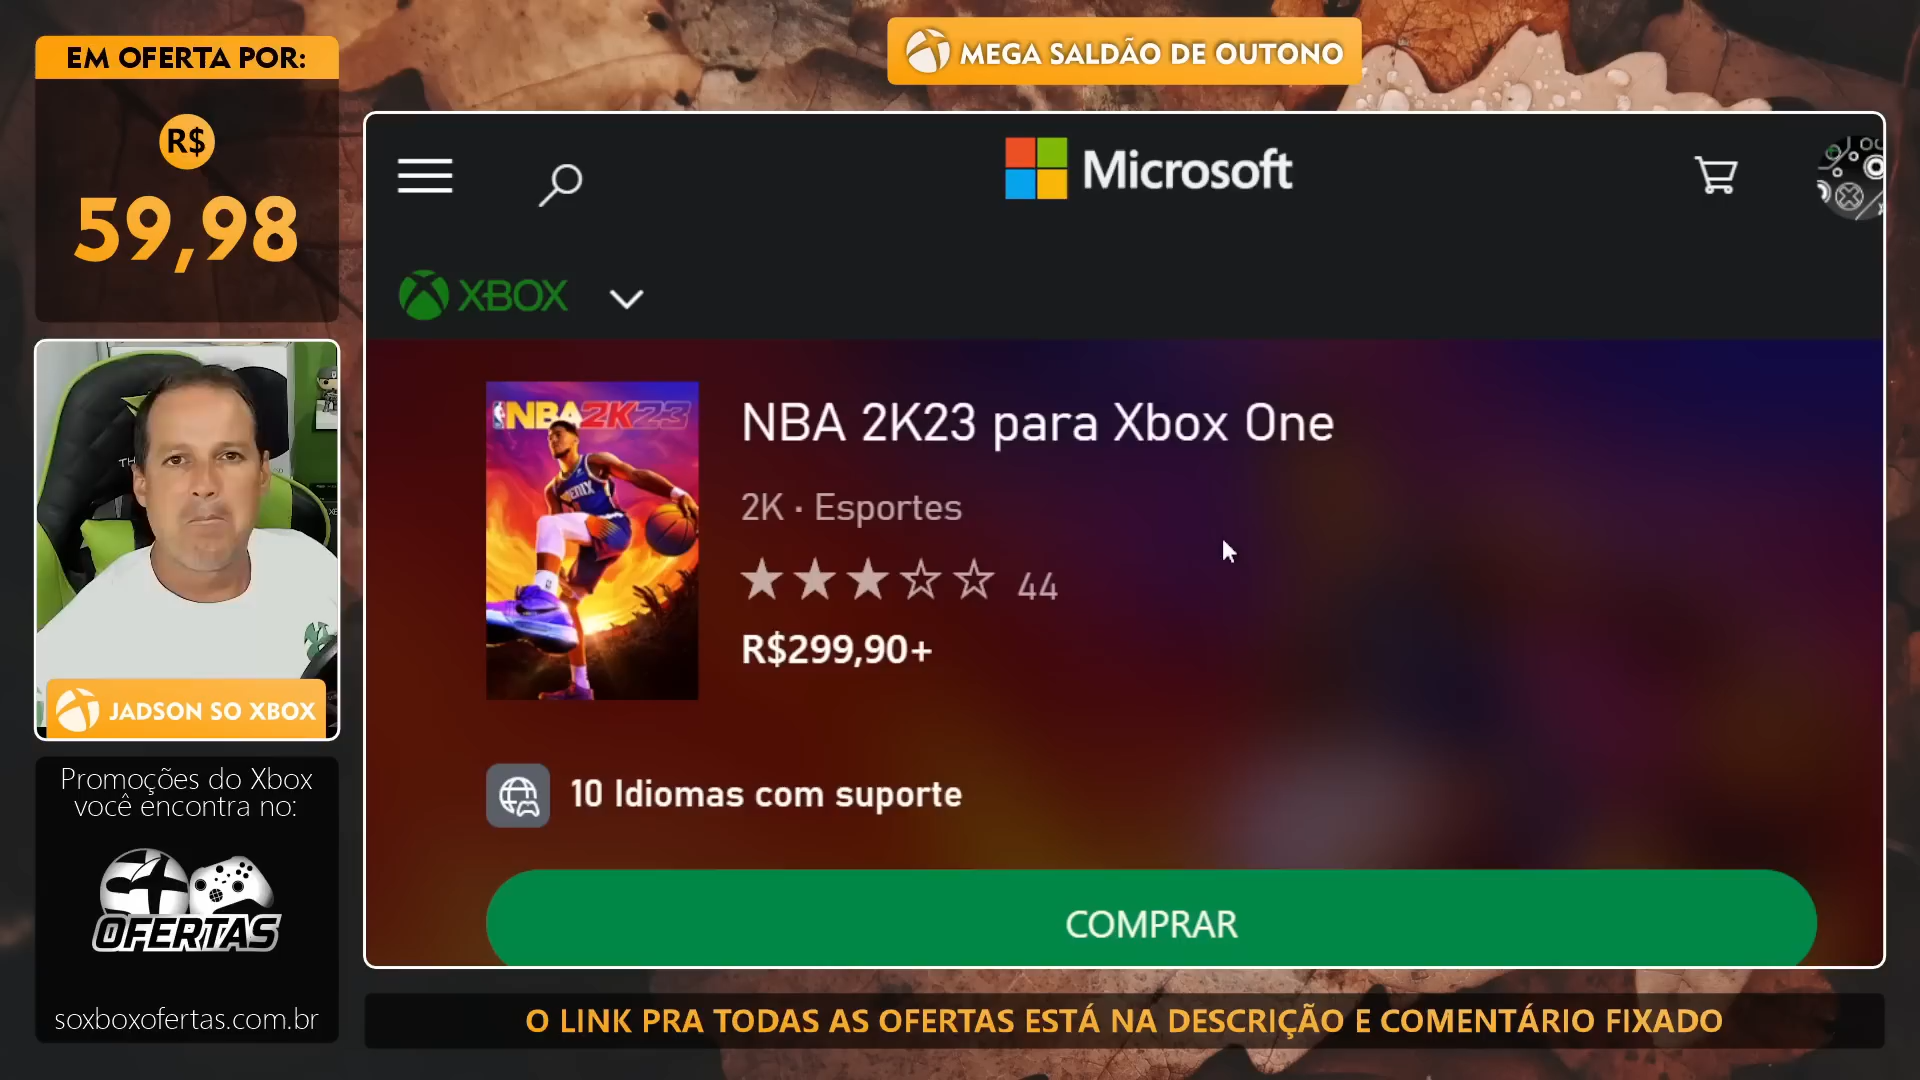 EM OFERTA POR:
R$
59,98
MEGA SALDÃO DE OUTONO
Microsoft
XBOX
NBA 2K23
NBA 2K23 para Xbox One
2K · Esportes
44
R$299,90+
10 Idiomas com suporte
COMPRAR
JADSON SO XBOX
Promoções do Xbox
você encontra no:
OFERTAS
soxboxofertas.com.br
O LINK PRA TODAS AS OFERTAS ESTÁ NA DESCRIÇÃO E COMENTÁRIO FIXADO